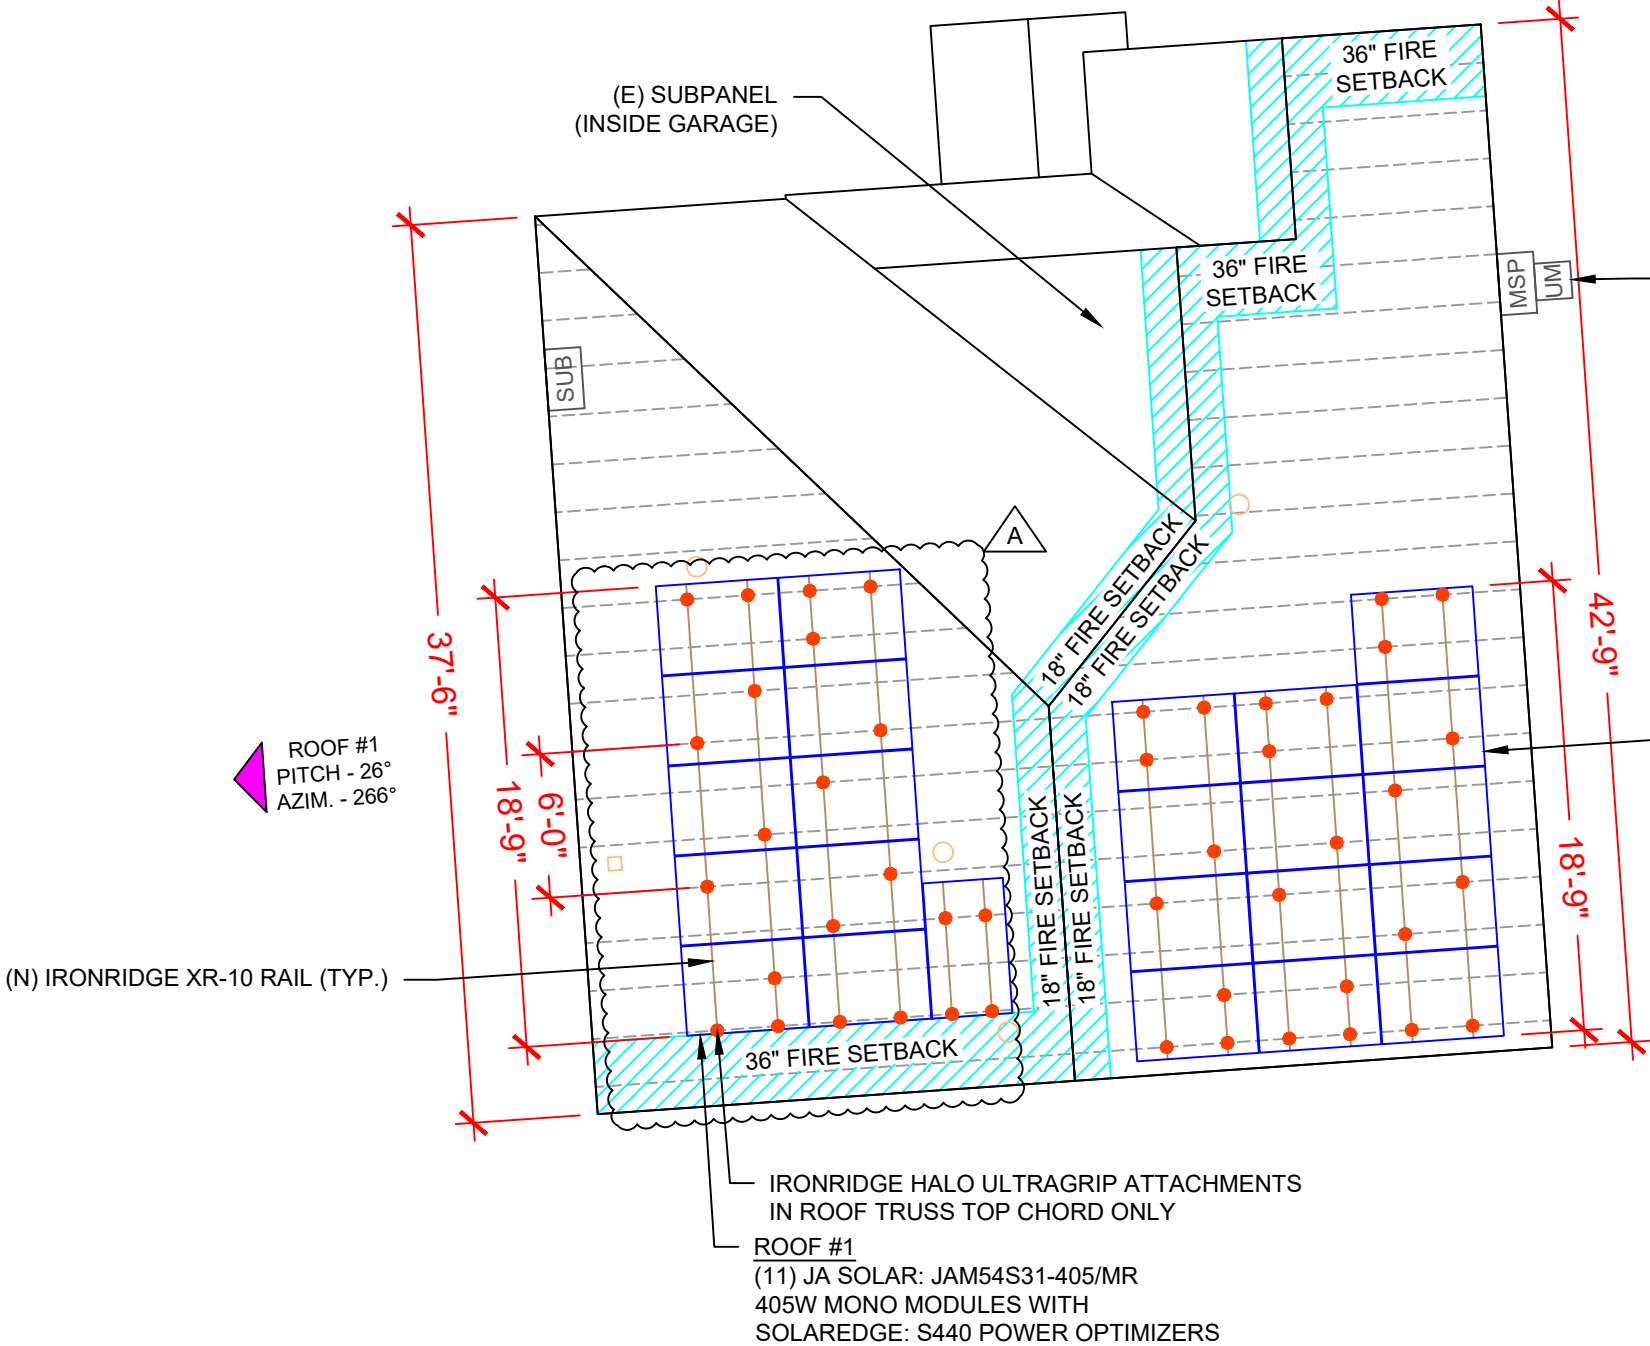 36" FIRE
SETBACK
(E) SUBPANEL
(INSIDE GARAGE)
36" FIRE
SETBACK
MSP
UM
SUB
A
18" FIRE SETBACK
18" FIRE SETBACK
37'-6"
42'-9"
ROOF #1
PITCH - 26°
AZIM. - 266°
18'-9"
6'-0"
18'-9"
18" FIRE SETBACK
18" FIRE SETBACK
(N) IRONRIDGE XR-10 RAIL (TYP.)
36" FIRE SETBACK
IRONRIDGE HALO ULTRAGRIP ATTACHMENTS
IN ROOF TRUSS TOP CHORD ONLY
ROOF #1
(11) JA SOLAR: JAM54S31-405/MR
405W MONO MODULES WITH
SOLAREDGE: S440 POWER OPTIMIZERS